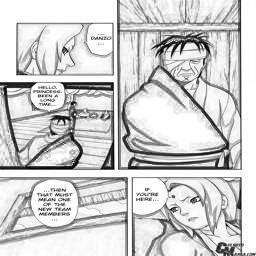 ...
DANZO
...
HELLO,
PRINCESS.
BEEN A
LONG
TIME...
IF
YOU'RE
HERE...
...THEN
THAT MUST
MEAN ONE
OF THE
NEW TEAM
MEMBERS
...